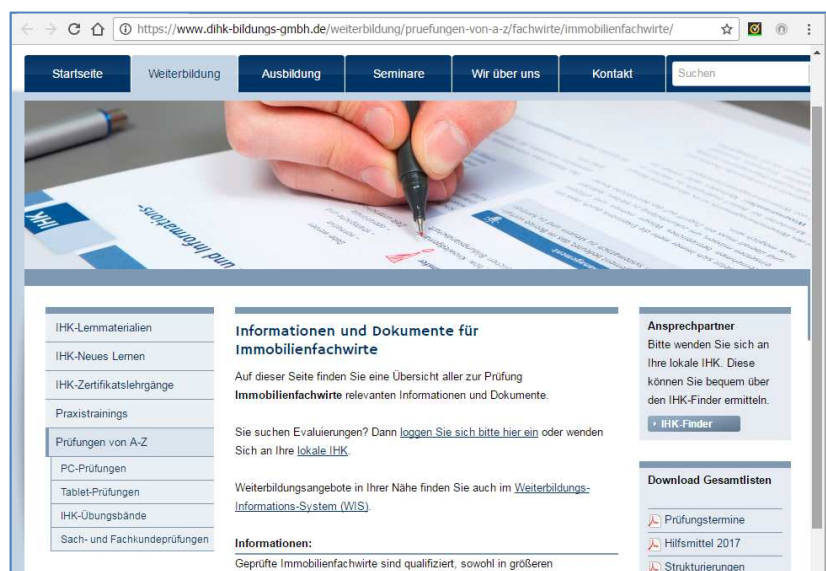 https://www.dihk-bildungs-gmbh.de/weiterbildung/pruefungen-von-a-z/fachwirte/immobilienfachwirte/
Startseite
Weiterbildung
Ausbildung
Seminare
Wir über uns
Kontakt
Suchen
IHK
und Informations-
IHK-Lernmaterialien
IHK-Neues Lernen
IHK-Zertifikatslehrgänge
Praxistrainings
Prüfungen von A-Z
PC-Prüfungen
Tablet-Prüfungen
IHK-Übungsbände
Sach- und Fachkundeprüfungen
Informationen und Dokumente für
Immobilienfachwirte
Auf dieser Seite finden Sie eine Übersicht aller zur Prüfung
Immobilienfachwirte relevanten Informationen und Dokumente.
Sie suchen Evaluierungen? Dann loggen Sie sich bitte hier ein oder wenden
Sich an Ihre lokale IHK.
Weiterbildungsangebote in Ihrer Nähe finden Sie auch im Weiterbildungs-
Informations-System (WIS).
Informationen:
Geprüfte Immobilienfachwirte sind qualifiziert, sowohl in größeren
Ansprechpartner
Bitte wenden Sie sich an
Ihre lokale IHK. Diese
können Sie bequem über
den IHK-Finder ermitteln.
IHK-Finder
Download Gesamtlisten
Prüfungstermine
Hilfsmittel 2017
Strukturierungen